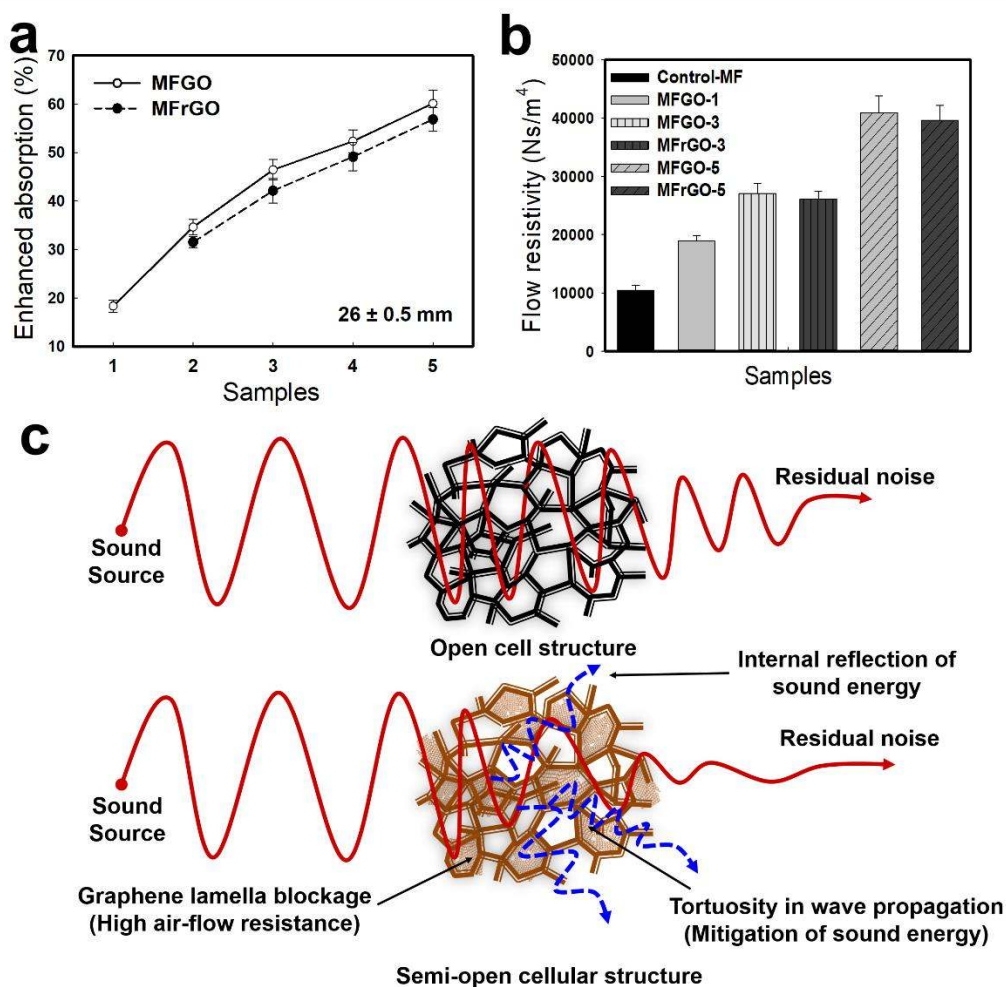 a
70
60
50
40
30
20
10
Enhanced absorption (%)
MFGO
MFrGO
26 ± 0.5 mm
1 2 3 4 5
Samples
b
50000
40000
30000
20000
10000
0
Flow resistivity (Ns/m⁴)
Control-MF
MFGO-1
MFGO-3
MFrGO-3
MFGO-5
MFrGO-5
Samples
c
Sound
Source
Residual noise
Open cell structure
Internal reflection of
sound energy
Sound
Source
Residual noise
Graphene lamella blockage
(High air-flow resistance)
Tortuosity in wave propagation
(Mitigation of sound energy)
Semi-open cellular structure